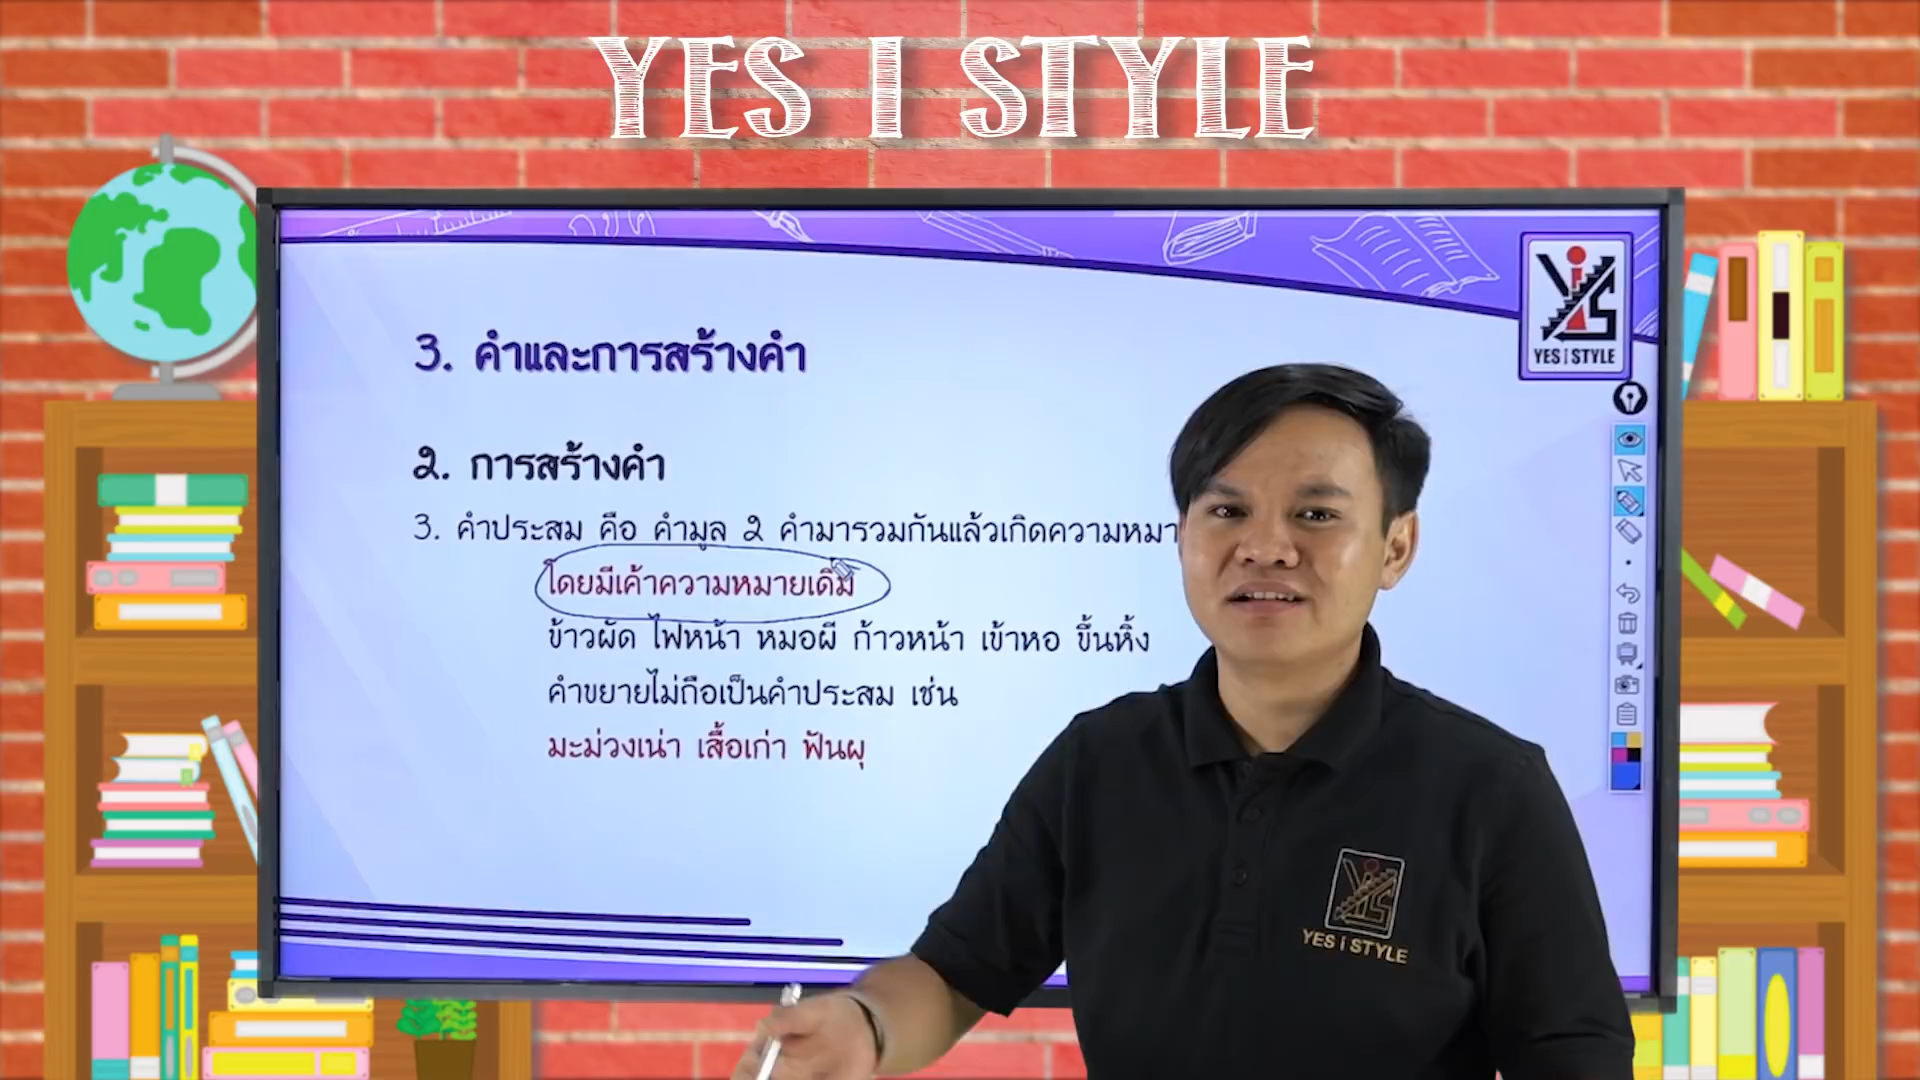 YES I STYLE
กขค
YES I STYLE
3. คำและการสร้างคำ
2. การสร้างคำ
3. คำประสม คือ คำมูล 2 คำมารวมกันแล้วเกิดความหมา
โดยมีเค้าความหมายเดิม
ข้าวผัด ไฟหน้า หมอผี ก้าวหน้า เข้าหอ ขึ้นหิ้ง
คำขยายไม่ถือเป็นคำประสม เช่น
มะม่วงเน่า เสื้อเก่า ฟันผุ
YES I STYLE